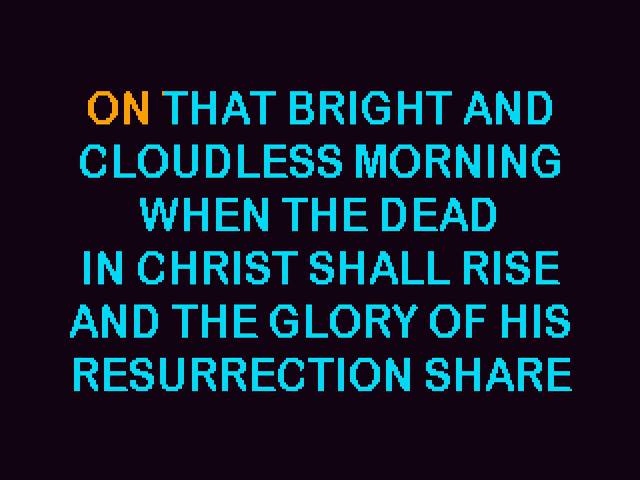 ON THAT BRIGHT AND
CLOUDLESS MORNING
WHEN THE DEAD
IN CHRIST SHALL RISE
AND THE GLORY OF HIS
RESURRECTION SHARE